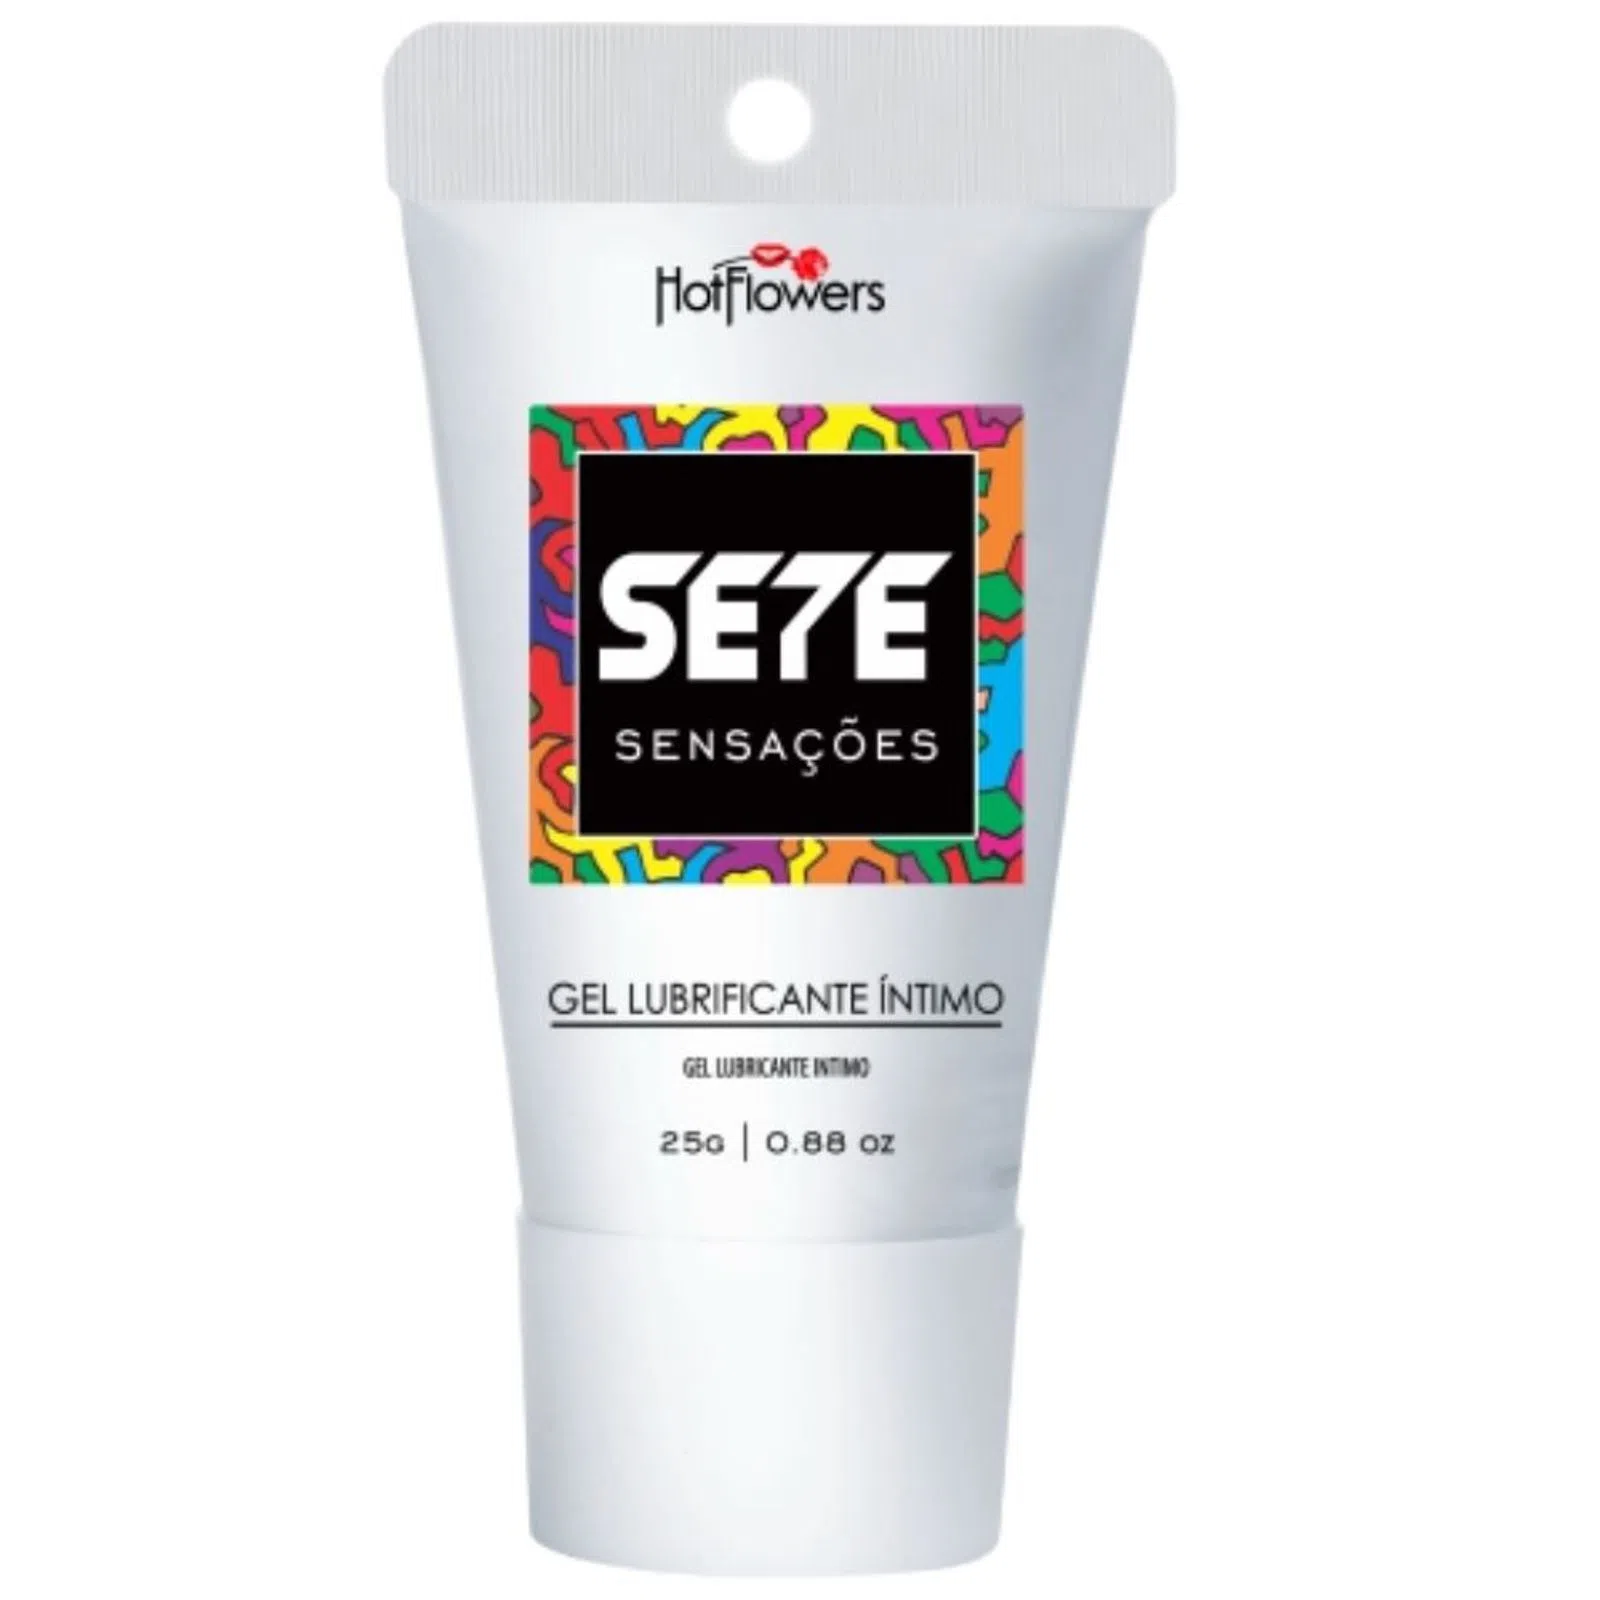 HotFlowers
SE7E
SENSAÇÕES
GEL LUBRIFICANTE ÍNTIMO
GEL LUBRICANTE INTIMO
25G | 0.88 OZ